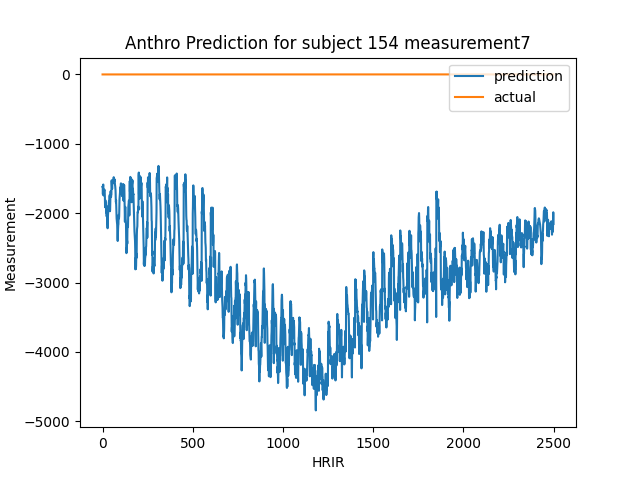 Anthro Prediction for subject 154 measurement7
prediction
actual
0
−1000
−2000
−3000
−4000
−5000
Measurement
0 500 1000 1500 2000 2500
HRIR